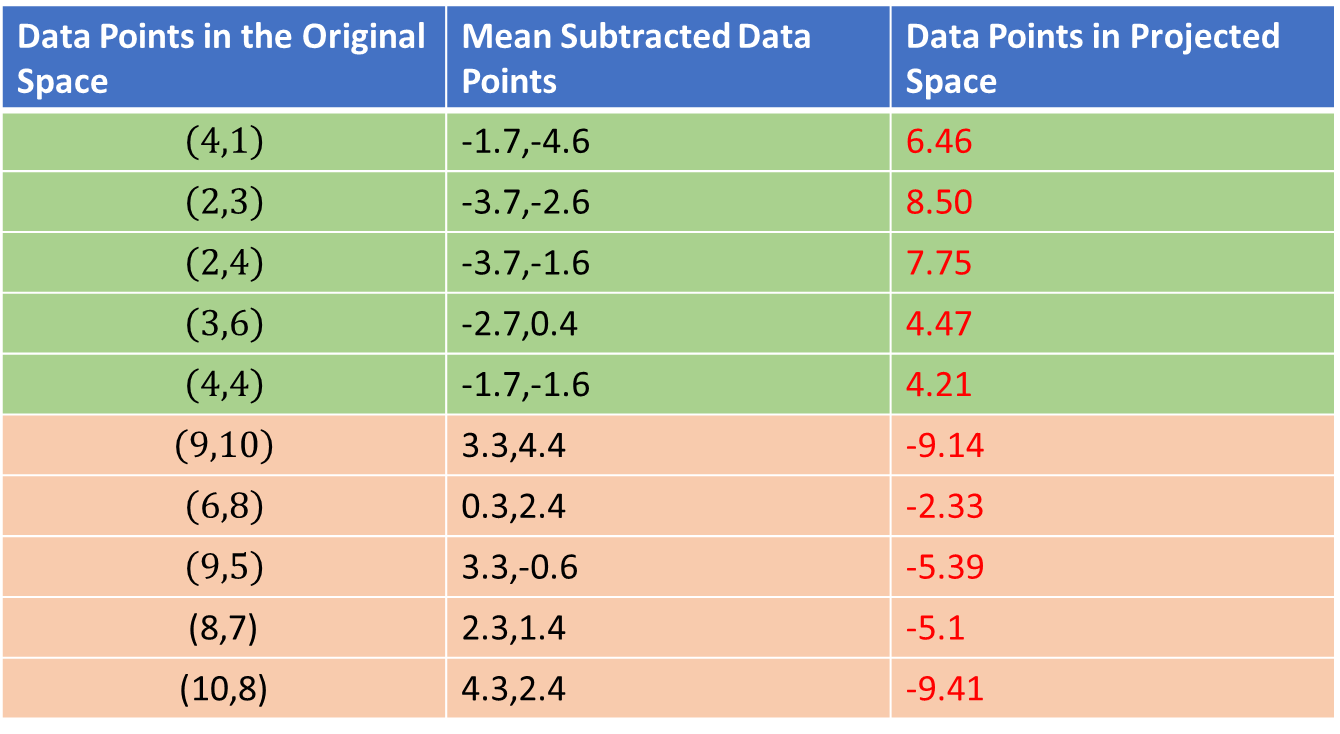 Data Points in the Original Space
Mean Subtracted Data Points
Data Points in Projected Space
(4,1) -1.7,-4.6 6.46
(2,3) -3.7,-2.6 8.50
(2,4) -3.7,-1.6 7.75
(3,6) -2.7,0.4 4.47
(4,4) -1.7,-1.6 4.21
(9,10) 3.3,4.4 -9.14
(6,8) 0.3,2.4 -2.33
(9,5) 3.3,-0.6 -5.39
(8,7) 2.3,1.4 -5.1
(10,8) 4.3,2.4 -9.41